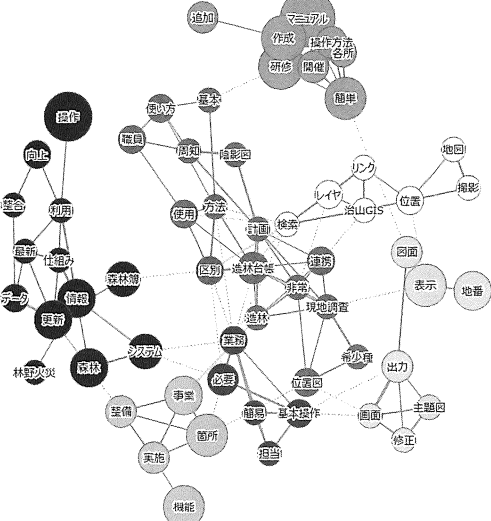 追加
マニュアル
作成
操作方法
各所
研修
開催
簡単
基本
使い方
操作
職員
周知
陰影図
地図
向上
リンク
撮影
レイヤ
位置
整合
利用
使用
方法
治山GIS
検索
計画
最新
仕組み
図面
連携
区別
造林台帳
森林簿
表示
地番
データ
情報
非常
更新
造林
現地調査
業務
システム
希少種
森林
出力
林野火災
必要
位置図
事業
整備
簡易
基本操作
画面
主題図
箇所
修正
担当
実施
機能